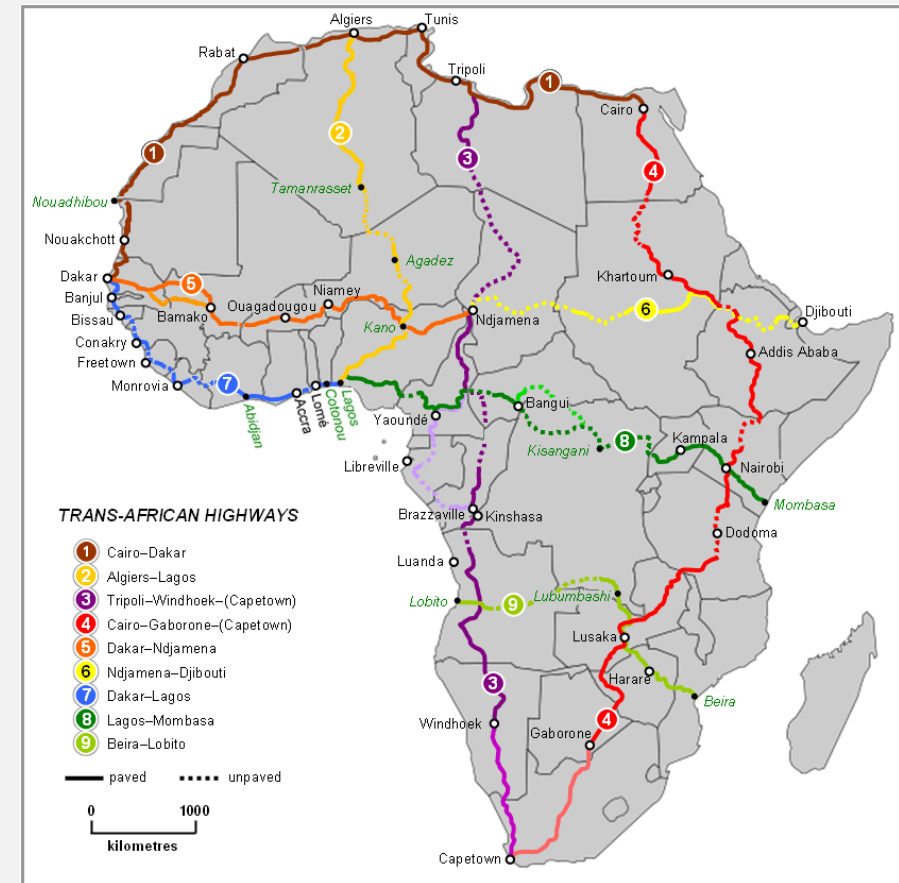 Algiers
Tunis
Rabat
Tripoli
1
Cairo
2
1
3
4
Tamanrasset
Nouadhibou
Nouakchott
Agadez
Khartoum
Dakar
5
Niamey
Banjul
Ouagadougou
6
Djibouti
Bissau
Bamako
Kano
Ndjamena
Conakry
Addis Ababa
Freetown
7
Monrovia
Abidjan
Accra
Lomé
Cotonou
Lagos
Yaoundé
Bangui
Kampala
Kisangani
8
Libreville
Nairobi
Mombasa
Brazzaville
Kinshasa
Dodoma
Luanda
Lobito
9
Lubumbashi
Lusaka
3
Harare
Beira
Windhoek
4
Gaborone
Capetown
TRANS-AFRICAN HIGHWAYS
1 Cairo–Dakar
2 Algiers–Lagos
3 Tripoli–Windhoek–(Capetown)
4 Cairo–Gaborone–(Capetown)
5 Dakar–Ndjamena
6 Ndjamena–Djibouti
7 Dakar–Lagos
8 Lagos–Mombasa
9 Beira–Lobito
paved unpaved
0 1000
kilometres